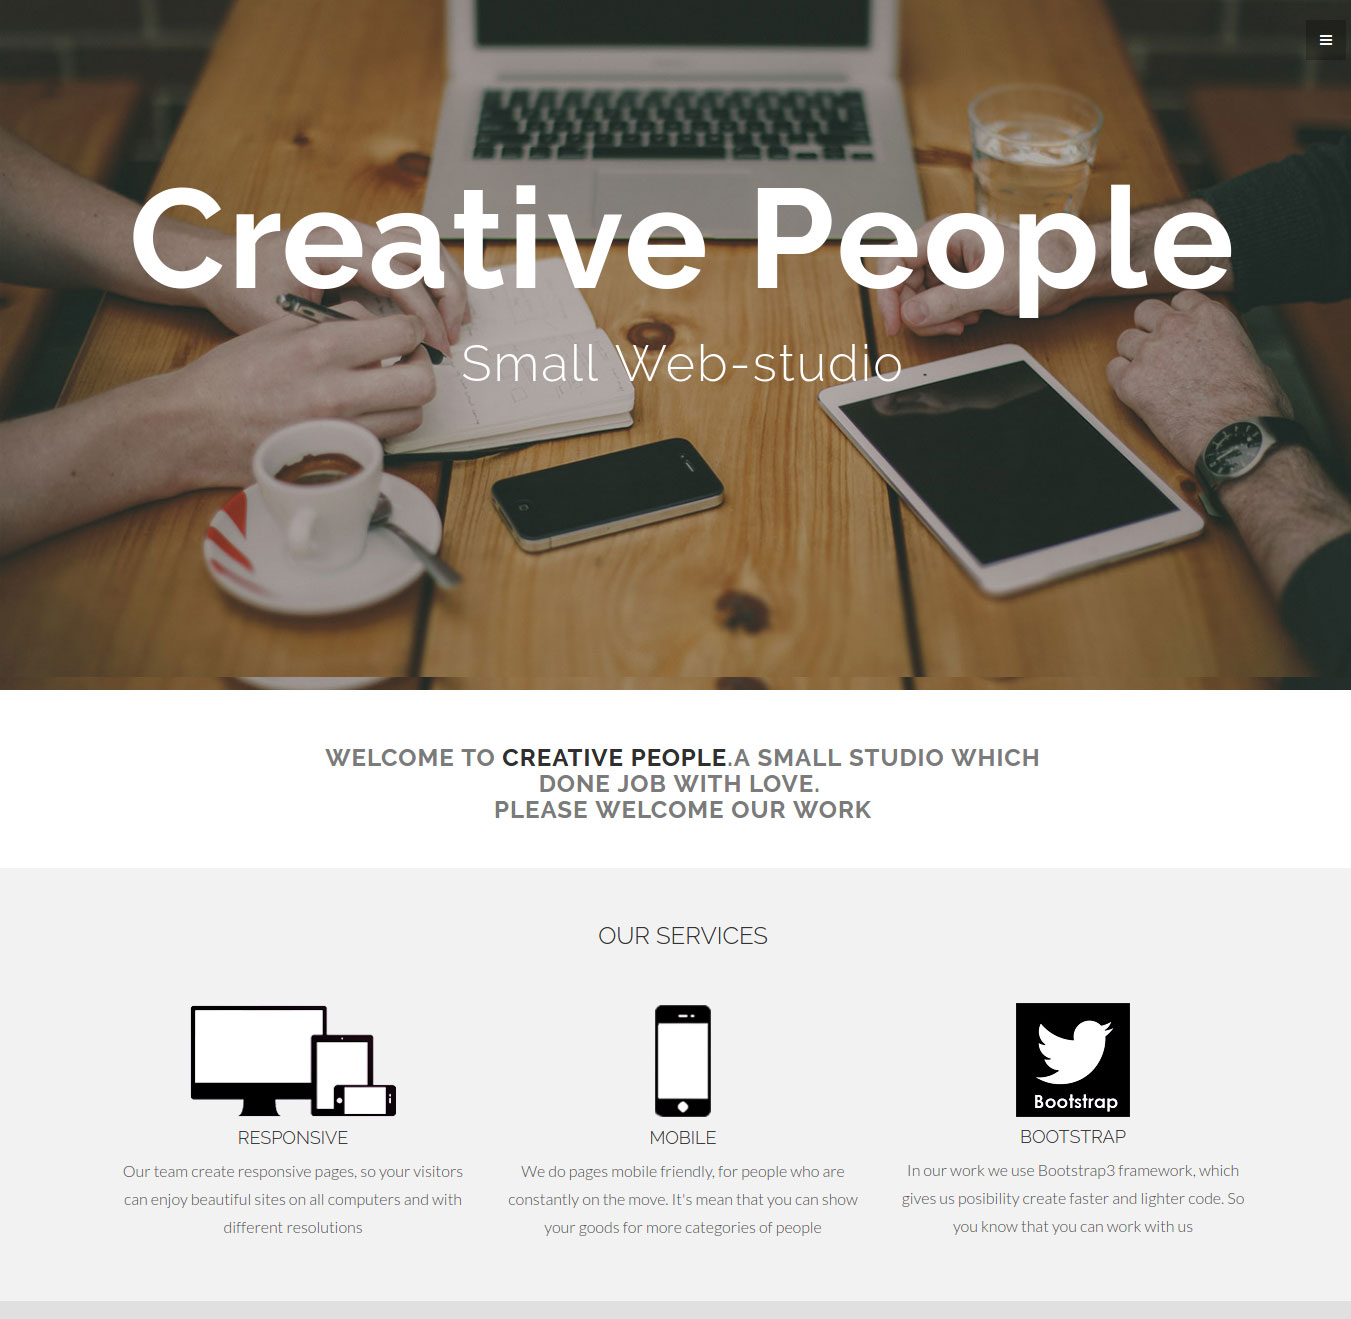 Creative People
Small Web-studio
WELCOME TO CREATIVE PEOPLE.A SMALL STUDIO WHICH
DONE JOB WITH LOVE.
PLEASE WELCOME OUR WORK
OUR SERVICES
Bootstrap
RESPONSIVE
Our team create responsive pages, so your visitors
can enjoy beautiful sites on all computers and with
different resolutions
MOBILE
We do pages mobile friendly, for people who are
constantly on the move. It's mean that you can show
your goods for more categories of people
BOOTSTRAP
In our work we use Bootstrap3 framework, which
gives us posibility create faster and lighter code. So
you know that you can work with us